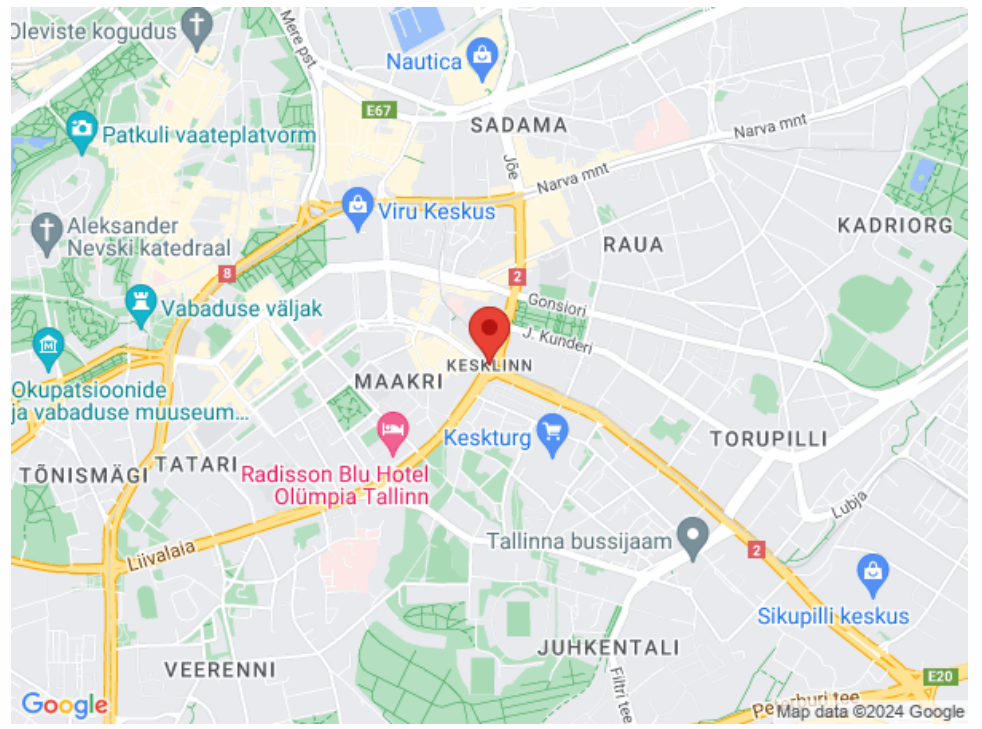 Oleviste kogudus
Mere pst
Nautica
E67
SADAMA
Patkuli vaateplatvorm
Narva mnt
Jõe
Narva mnt
Viru Keskus
Aleksander
Nevski katedraal
KADRIORG
RAUA
8
2
Vabaduse väljak
Gonsiori
J. Kunderi
KESKLINN
MAAKRI
Okupatsioonide
ja vabaduse muuseum...
Keskturg
TORUPILLI
TÕNISMÄGI
TATARI
Radisson Blu Hotel
Olümpia Tallinn
Lubja
Liivalaia
Tallinna bussijaam
2
Sikupilli keskus
JUHKENTALI
VEERENNI
Filtri tee
E20
Peterburi tee
Google
Map data ©2024 Google